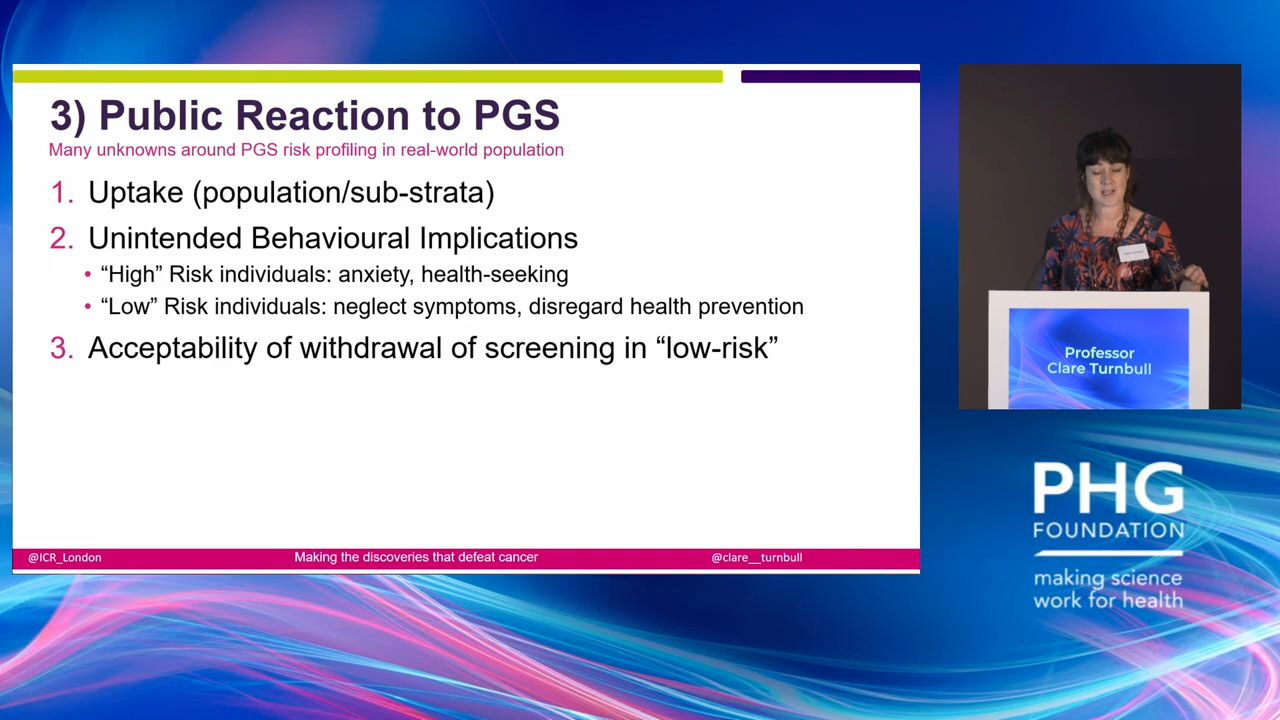 3) Public Reaction to PGS
Many unknowns around PGS risk profiling in real-world population
1. Uptake (population/sub-strata)
2. Unintended Behavioural Implications
• “High” Risk individuals: anxiety, health-seeking
• “Low” Risk individuals: neglect symptoms, disregard health prevention
3. Acceptability of withdrawal of screening in “low-risk”
@ICR_London
Making the discoveries that defeat cancer
@clare__turnbull
Professor
Clare Turnbull
PHG
FOUNDATION
making science
work for health